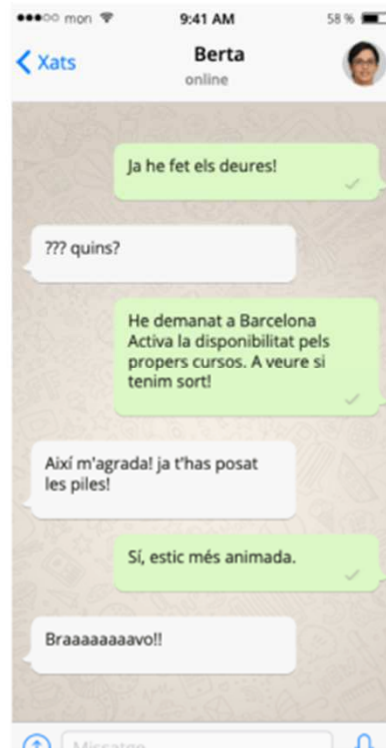 mon 9:41 AM 58 %
Xats Berta
online
Ja he fet els deures!
??? quins?
He demanat a Barcelona
Activa la disponibilitat pels
propers cursos. A veure si
tenim sort!
Així m'agrada! ja t'has posat
les piles!
Sí, estic més animada.
Braaaaaaaavo!!
Missatge